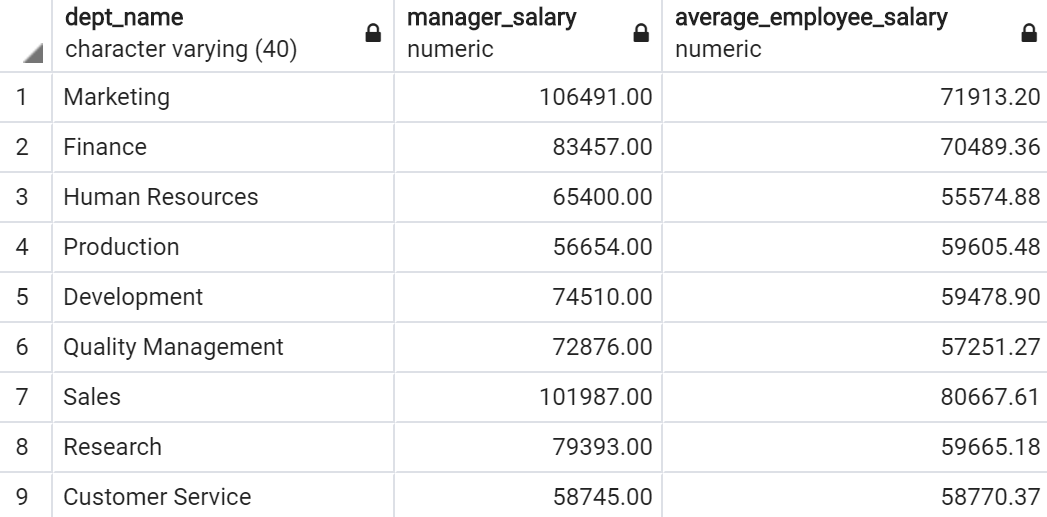 dept_name manager_salary average_employee_salary
character varying (40) numeric numeric
1 Marketing 106491.00 71913.20
2 Finance 83457.00 70489.36
3 Human Resources 65400.00 55574.88
4 Production 56654.00 59605.48
5 Development 74510.00 59478.90
6 Quality Management 72876.00 57251.27
7 Sales 101987.00 80667.61
8 Research 79393.00 59665.18
9 Customer Service 58745.00 58770.37